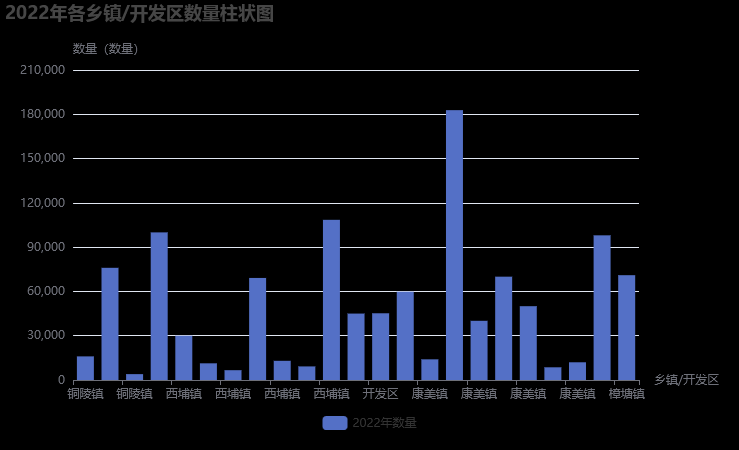 2022年各乡镇/开发区数量柱状图
数量（数量）
210,000
180,000
150,000
120,000
90,000
60,000
30,000
0
铜陵镇 铜陵镇 西埔镇 西埔镇 西埔镇 西埔镇 开发区 康美镇 康美镇 康美镇 康美镇 樟塘镇
乡镇/开发区
2022年数量